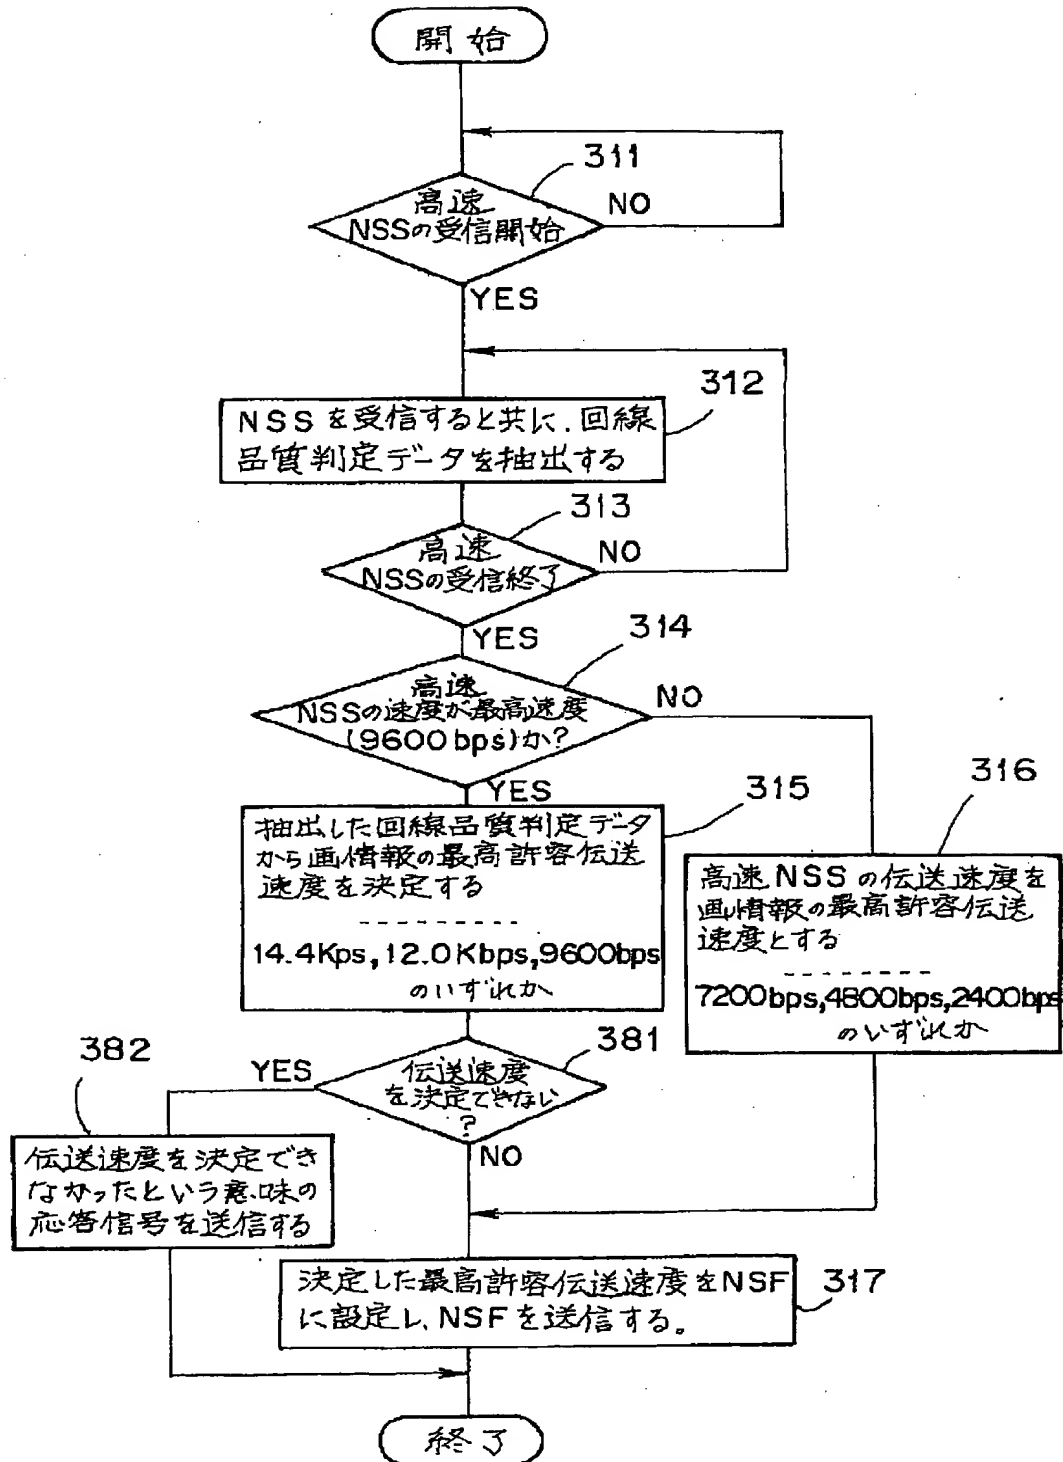 開始
311
高速
NSSの受信開始
NO
YES
312
NSSを受信すると共に、回線
品質判定データを抽出する
313
高速
NSSの受信終了
NO
YES
314
高速
NSSの速度が最高速度
(9600bps)か?
NO
YES
315
抽出した回線品質判定データ
から画情報の最高許容伝送
速度を決定する
14.4Kps,12.0Kbps,9600bps
のいずれか
316
高速NSSの伝送速度を
画情報の最高許容伝送
速度とする
7200bps,4800bps,2400bps
のいずれか
381
伝送速度
を決定できない
?
YES
NO
382
伝送速度を決定でき
なかったという意味の
応答信号を送信する
317
決定した最高許容伝送速度をNSF
に設定し、NSFを送信する。
終了